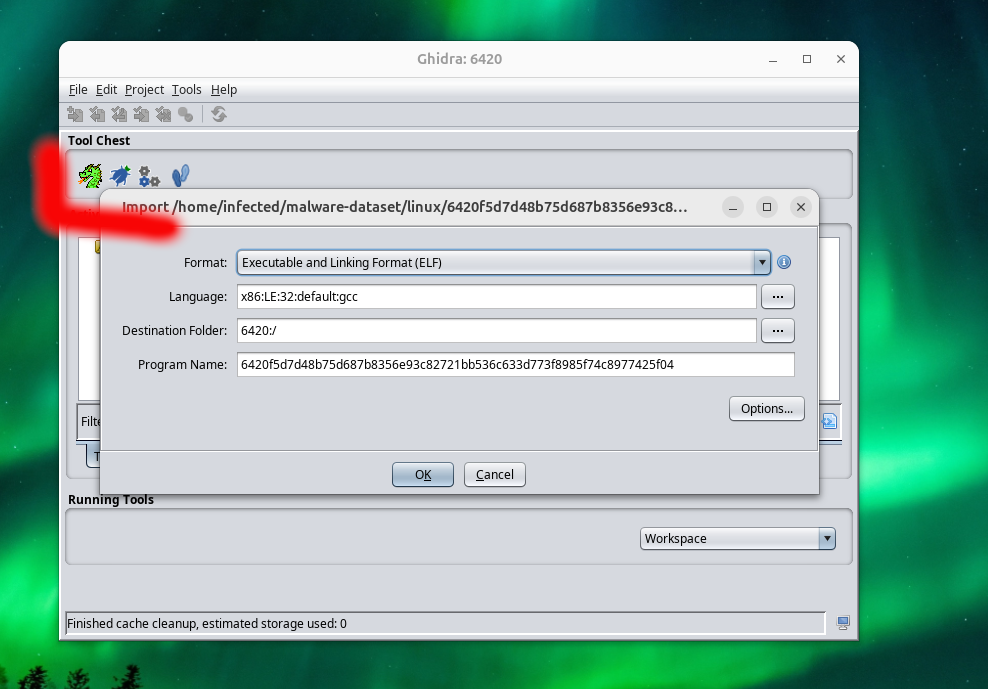 Ghidra: 6420
File Edit Project Tools Help
Tool Chest
Import /home/infected/malware-dataset/linux/6420f5d7d48b75d687b8356e93c8...
Format: Executable and Linking Format (ELF)
Language: x86:LE:32:default:gcc ...
Destination Folder: 6420:/ ...
Program Name: 6420f5d7d48b75d687b8356e93c82721bb536c633d773f8985f74c8977425f04
Options...
OK Cancel
Running Tools
Workspace
Finished cache cleanup, estimated storage used: 0